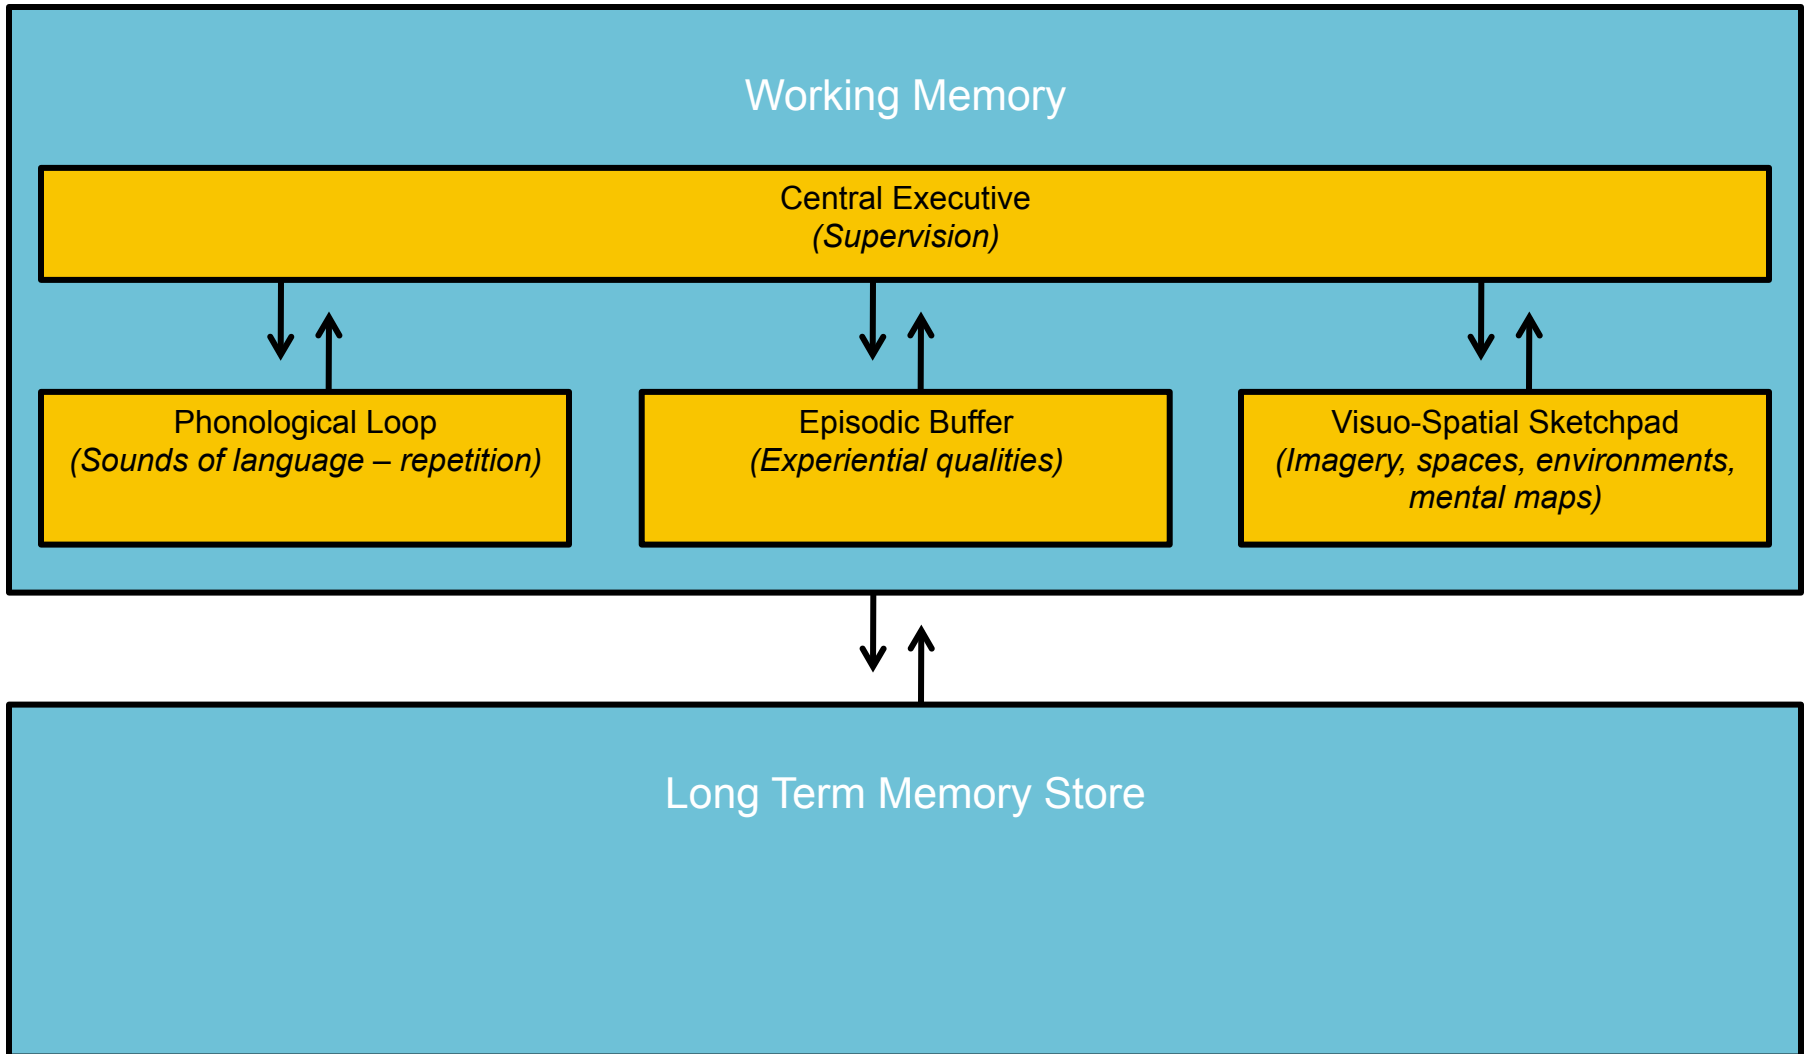 Working Memory
Central Executive
(Supervision)
Phonological Loop
(Sounds of language – repetition)
Episodic Buffer
(Experiential qualities)
Visuo-Spatial Sketchpad
(Imagery, spaces, environments,
mental maps)
Long Term Memory Store